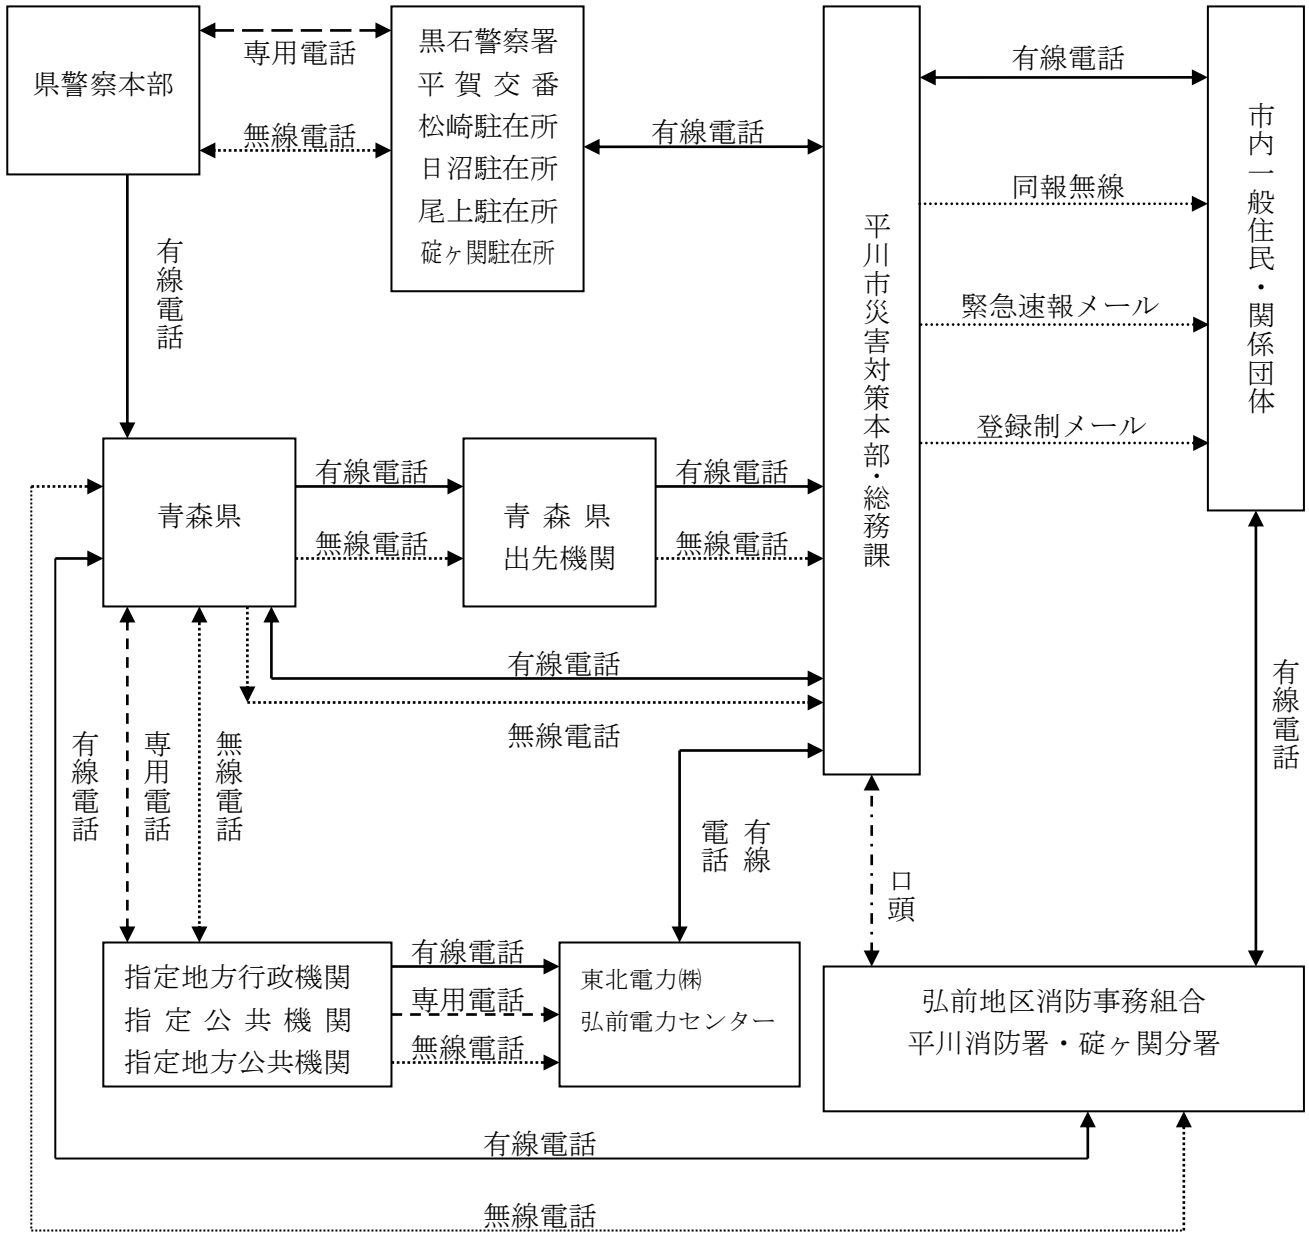 県警察本部
専用電話
無線電話
黒石警察署
平賀交番
松崎駐在所
日沼駐在所
尾上駐在所
碇ヶ関駐在所
有線電話
平川市災害対策本部・総務課
有線電話
同報無線
緊急速報メール
登録制メール
市内一般住民・関係団体
有線電話
青森県
有線電話
無線電話
青森県
出先機関
有線電話
無線電話
有線電話
無線電話
有線電話
専用電話
無線電話
有線
電話
口頭
有線電話
指定地方行政機関
指定公共機関
指定地方公共機関
有線電話
専用電話
無線電話
東北電力㈱
弘前電力センター
弘前地区消防事務組合
平川消防署・碇ヶ関分署
有線電話
無線電話